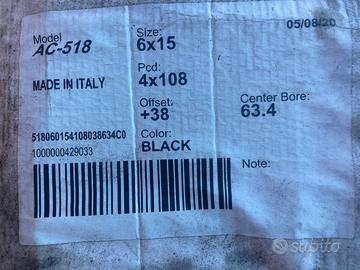 Model
AC-518
MADE IN ITALY
518060154108038634C0
1000000429033
Size:
6x15
Pcd:
4x108
Offset:
+38
Color:
BLACK
05/08/20
Center Bore:
63.4
Note:
subito